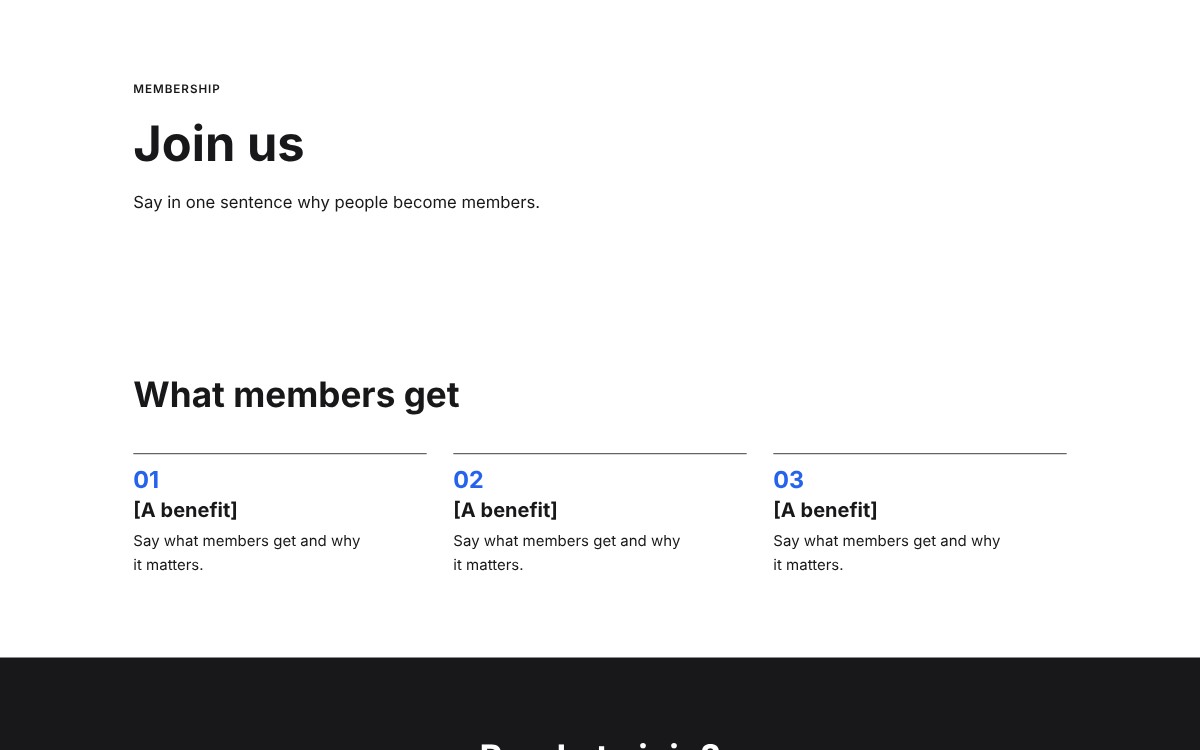 MEMBERSHIP
Join us
Say in one sentence why people become members.
What members get
01
[A benefit]
Say what members get and why
it matters.
02
[A benefit]
Say what members get and why
it matters.
03
[A benefit]
Say what members get and why
it matters.